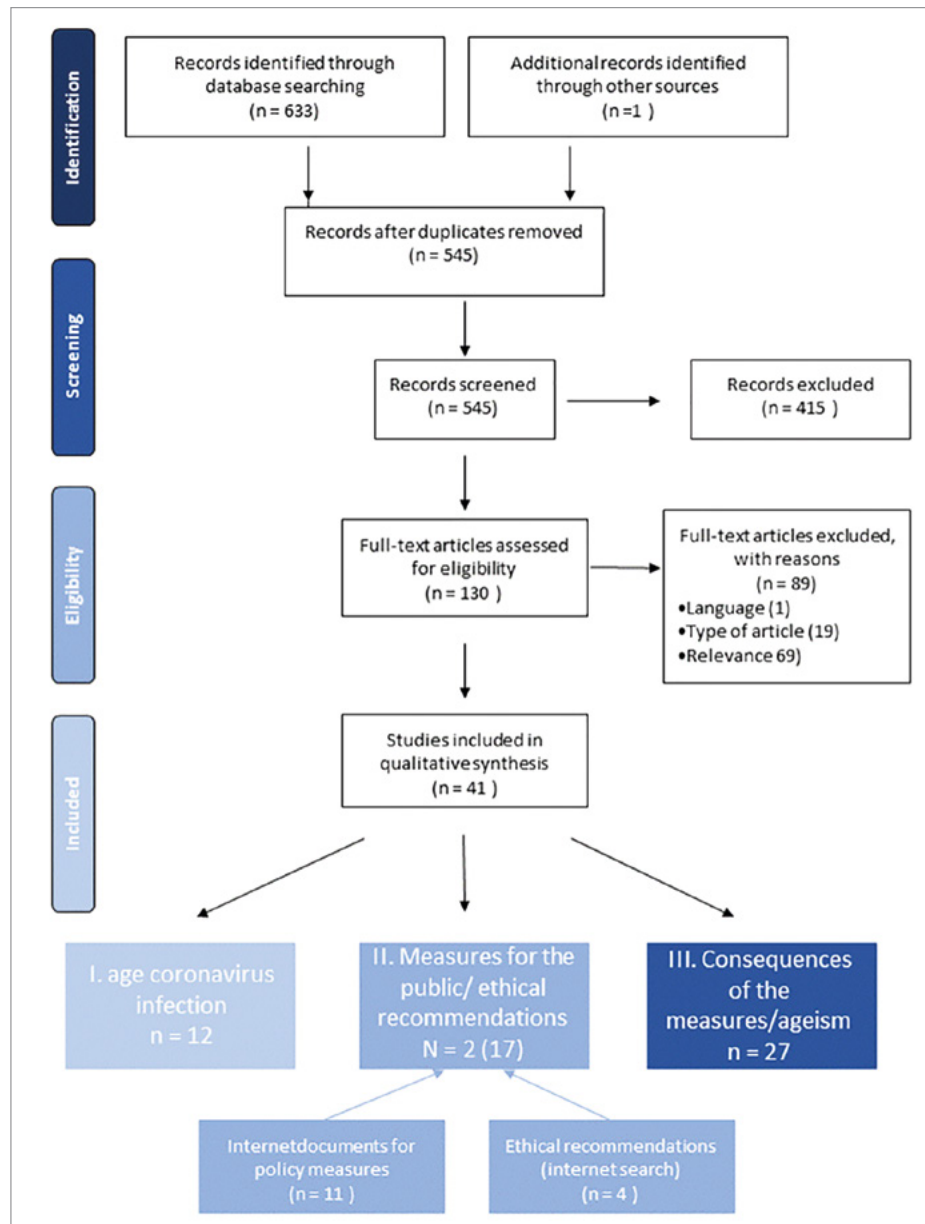 Identification
Records identified through
database searching
(n = 633)
Additional records identified
through other sources
(n =1 )
Records after duplicates removed
(n = 545)
Screening
Records screened
(n = 545)
Records excluded
(n = 415 )
Eligibility
Full-text articles assessed
for eligibility
(n = 130 )
Full-text articles excluded,
with reasons
(n = 89)
•Language (1)
•Type of article (19)
•Relevance 69)
Included
Studies included in
qualitative synthesis
(n = 41 )
I. age coronavirus
infection
n = 12
II. Measures for the
public/ ethical
recommendations
N = 2 (17)
III. Consequences
of the
measures/ageism
n = 27
Internetdocuments for
policy measures
(n = 11 )
Ethical recommendations
(internet search)
(n = 4 )